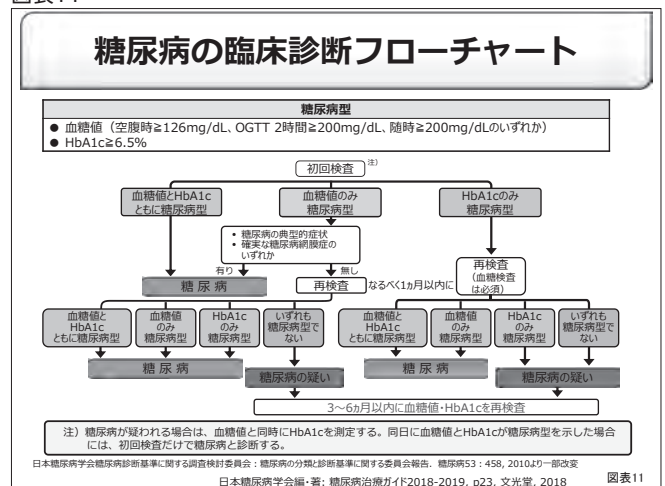 図表11
糖尿病の臨床診断フローチャート
糖尿病型
● 血糖値（空腹時≧126mg/dL、OGTT 2時間≧200mg/dL、随時≧200mg/dLのいずれか）
● HbA1c≧6.5%
初回検査 注）
血糖値とHbA1c
ともに糖尿病型
血糖値のみ
糖尿病型
HbA1cのみ
糖尿病型
• 糖尿病の典型的症状
• 確実な糖尿病網膜症の
いずれか
有り
無し
糖 尿 病
再検査
なるべく1ヵ月以内に
再検査
（血糖検査
は必須）
血糖値と
HbA1c
ともに糖尿病型
血糖値
のみ
糖尿病型
HbA1c
のみ
糖尿病型
いずれも
糖尿病型で
ない
血糖値と
HbA1c
ともに糖尿病型
血糖値
のみ
糖尿病型
HbA1c
のみ
糖尿病型
いずれも
糖尿病型で
ない
糖 尿 病
糖尿病の疑い
糖 尿 病
糖尿病の疑い
3～6ヵ月以内に血糖値・HbA1cを再検査
注）糖尿病が疑われる場合は、血糖値と同時にHbA1cを測定する。同日に血糖値とHbA1cが糖尿病型を示した場合
には、初回検査だけで糖尿病と診断する。
日本糖尿病学会糖尿病診断基準に関する調査検討委員会：糖尿病の分類と診断基準に関する委員会報告．糖尿病53：458, 2010より一部改変
日本糖尿病学会編・著: 糖尿病治療ガイド2018-2019, p23, 文光堂, 2018
図表11